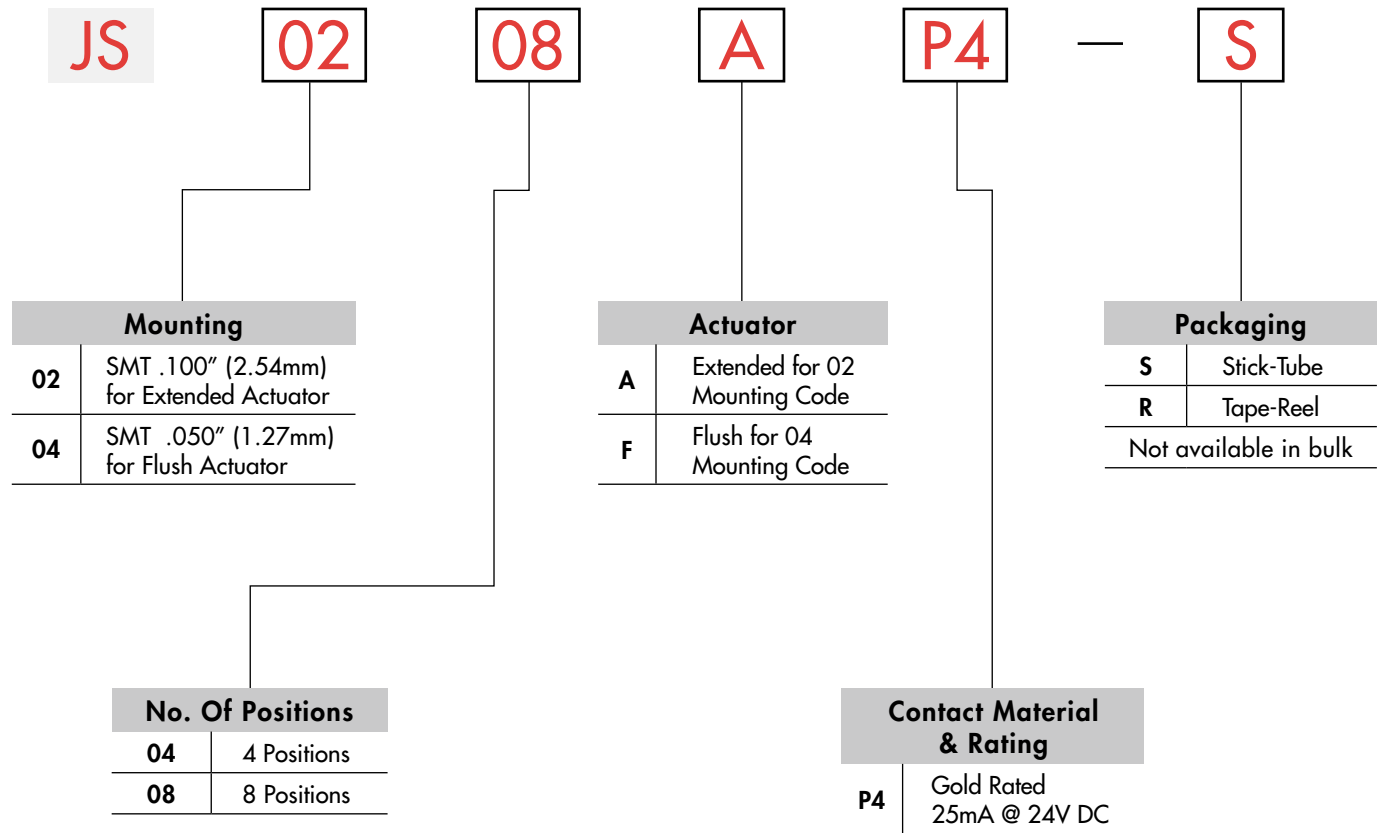 JS 02 08 A P4 — S
Mounting
02 SMT .100” (2.54mm)
for Extended Actuator
04 SMT .050” (1.27mm)
for Flush Actuator
Actuator
A Extended for 02
Mounting Code
F Flush for 04
Mounting Code
Packaging
S Stick-Tube
R Tape-Reel
Not available in bulk
No. Of Positions
04 4 Positions
08 8 Positions
Contact Material
& Rating
P4 Gold Rated
25mA @ 24V DC